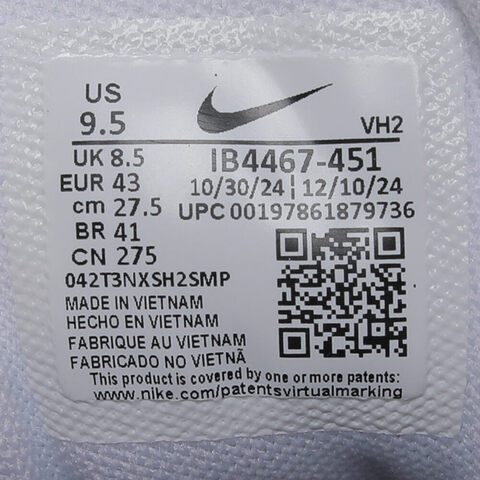 US
9.5
VH2
UK 8.5
EUR 43
cm 27.5
BR 41
CN 275
IB4467-451
10/30/24 | 12/10/24
UPC 00197861879736
042T3NXSH2SMP
MADE IN VIETNAM
HECHO EN VIETNAM
FABRIQUE AU VIETNAM
FABRICADO NO VIETNÃ
This product is covered by one or more patents:
www.nike.com/patentsvirtualmarking